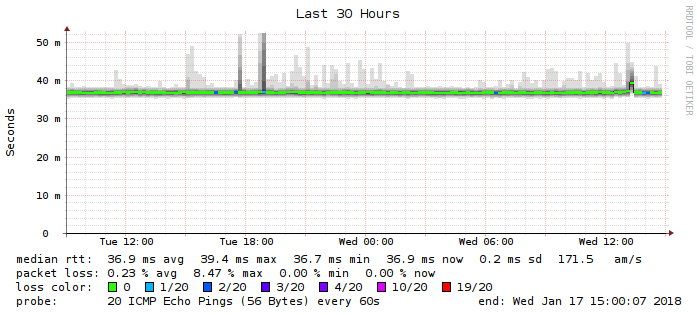 Last 30 Hours
RRDTOOL / TOBI OETIKER
Seconds
50 m
40 m
30 m
20 m
10 m
0
Tue 12:00 Tue 18:00 Wed 00:00 Wed 06:00 Wed 12:00
median rtt: 36.9 ms avg 39.4 ms max 36.7 ms min 36.9 ms now 0.2 ms sd 171.5 am/s
packet loss: 0.23 % avg 8.47 % max 0.00 % min 0.00 % now
loss color: 0 1/20 2/20 3/20 4/20 10/20 19/20
probe: 20 ICMP Echo Pings (56 Bytes) every 60s end: Wed Jan 17 15:00:07 2018